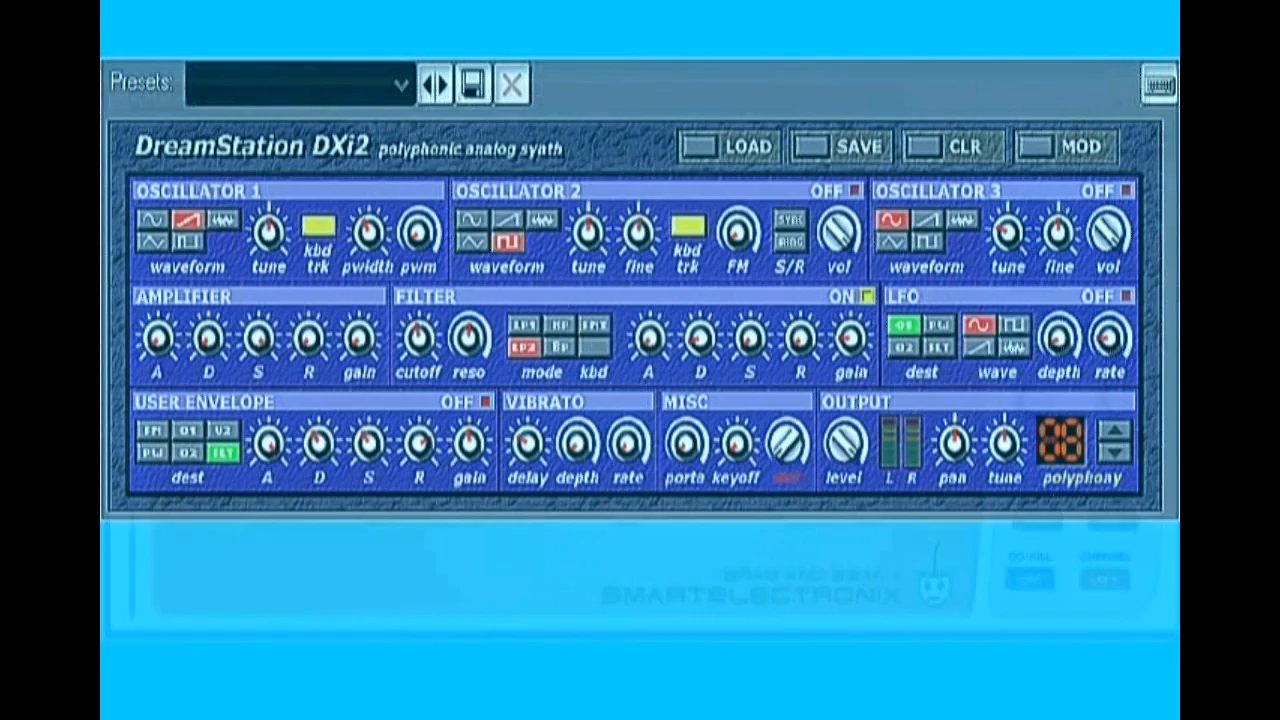 Presets:
DreamStation DXi2 polyphonic analog synth LOAD SAVE CLR MOD
OSCILLATOR 1 OSCILLATOR 2 OFF OSCILLATOR 3 OFF
SYNC
kbd kbd RING
waveform tune trk pwidth pwm waveform tune fine trk FM S/R vol waveform tune fine vol
AMPLIFIER FILTER ON LFO OFF
LP1 HP O1 PW
LP2 BP O2
A D S R gain cutoff reso mode kbd A D S R gain dest wave depth rate
USER ENVELOPE OFF VIBRATO MISC OUTPUT
FM O1 V2 08
PW O2
dest A D S R gain delay depth rate porta keyoff level L R pan tune polyphony
SMARTELECTRONIX